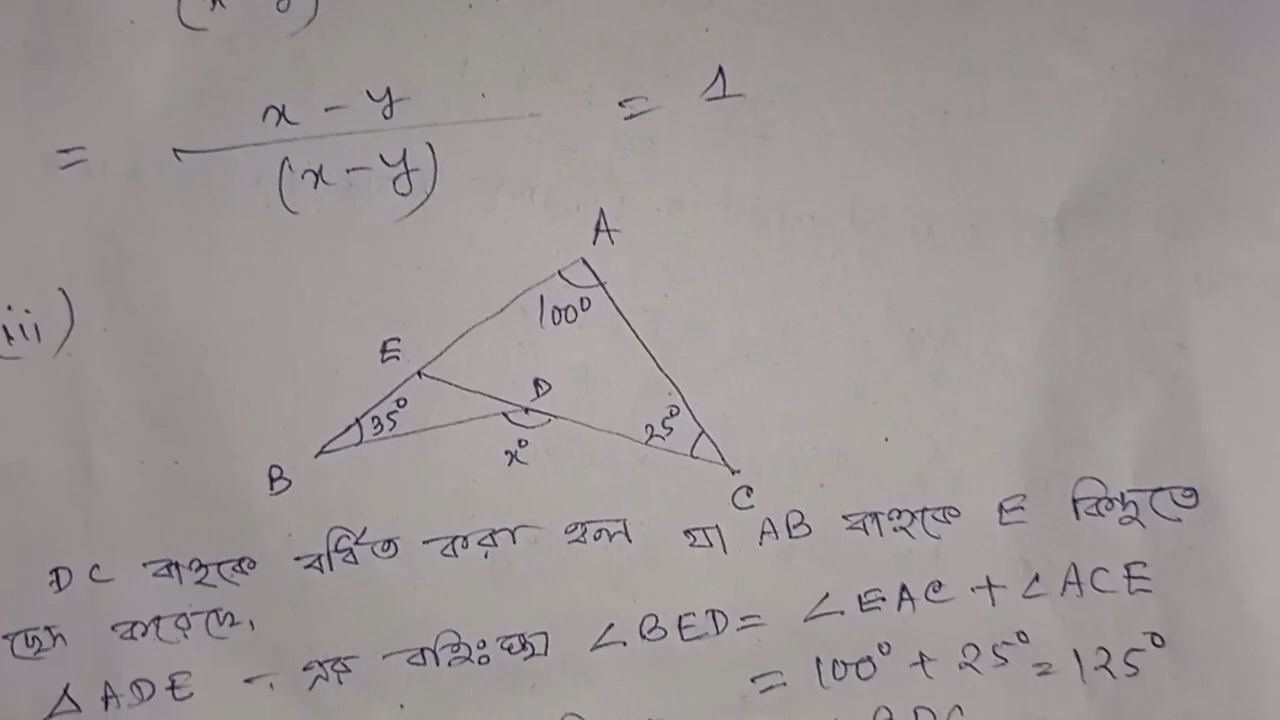 = x - y / (x - y) = 1
iii)
A
100°
E
D
35°
25°
x°
B
C
DC বাহুকে বর্ধিত করা হল যা AB বাহুকে E বিন্দুতে
ছেদ করেছে।
△ADE - এর বহিঃস্থ ∠BED = ∠EAC + ∠ACE
= 100° + 25° = 125°